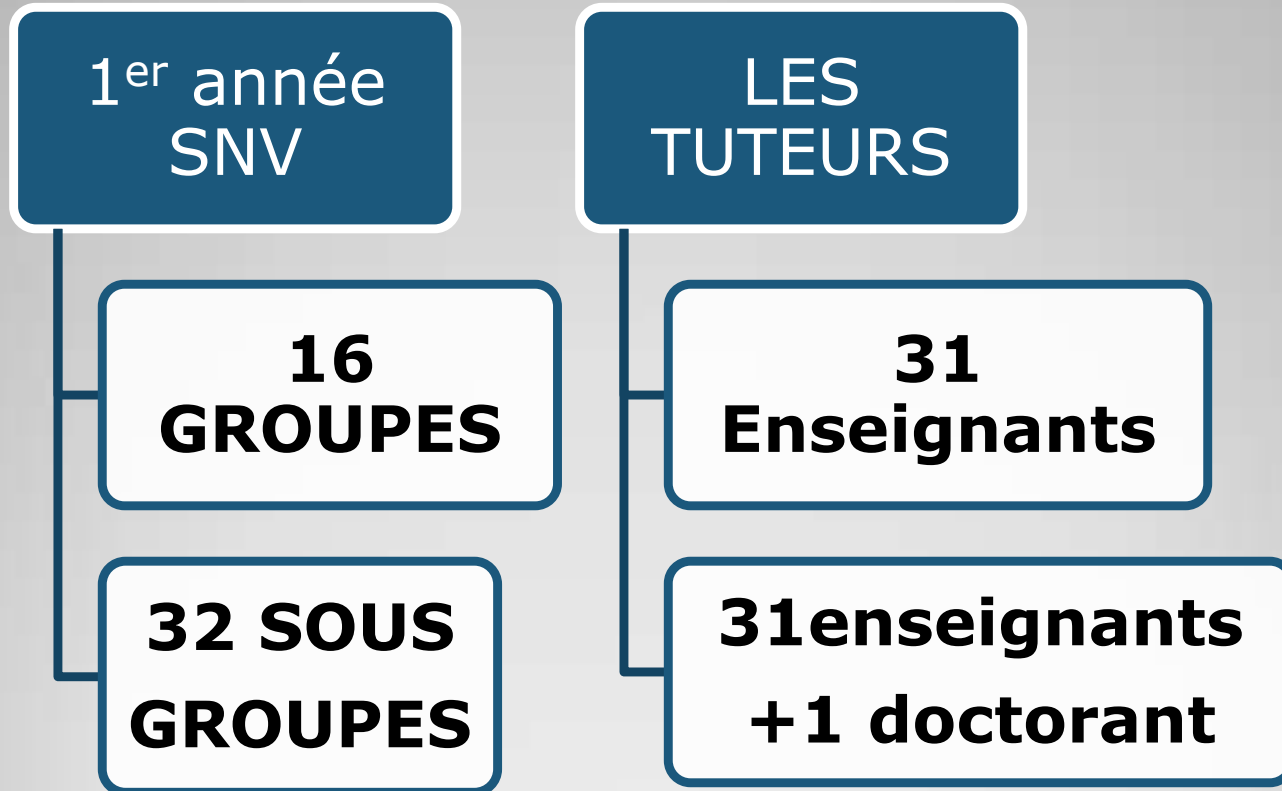 1er année
SNV
16
GROUPES
32 SOUS
GROUPES
LES
TUTEURS
31
Enseignants
31enseignants
+1 doctorant